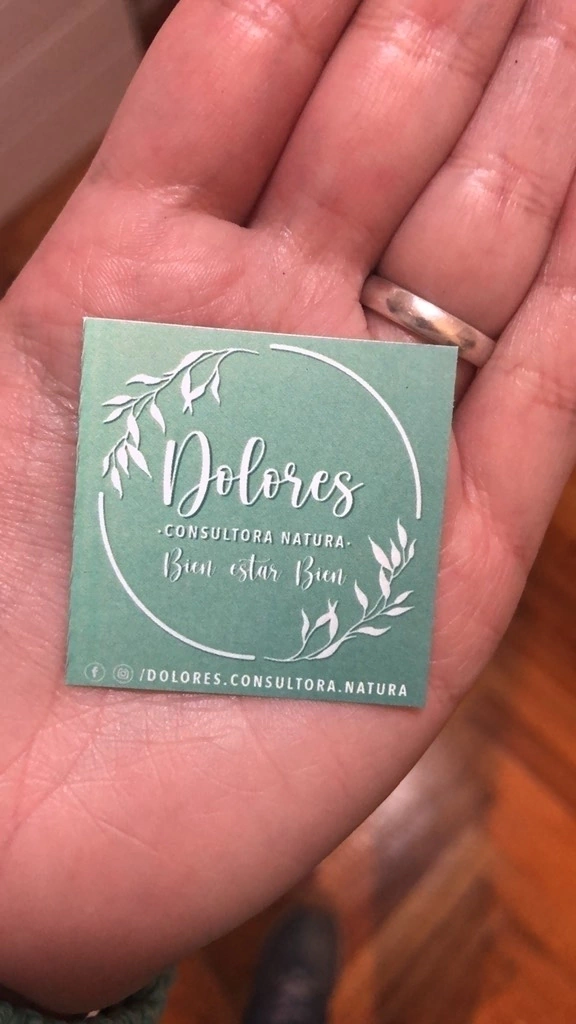 Dolores
·CONSULTORA NATURA·
Bien estar Bien
/DOLORES.CONSULTORA.NATURA